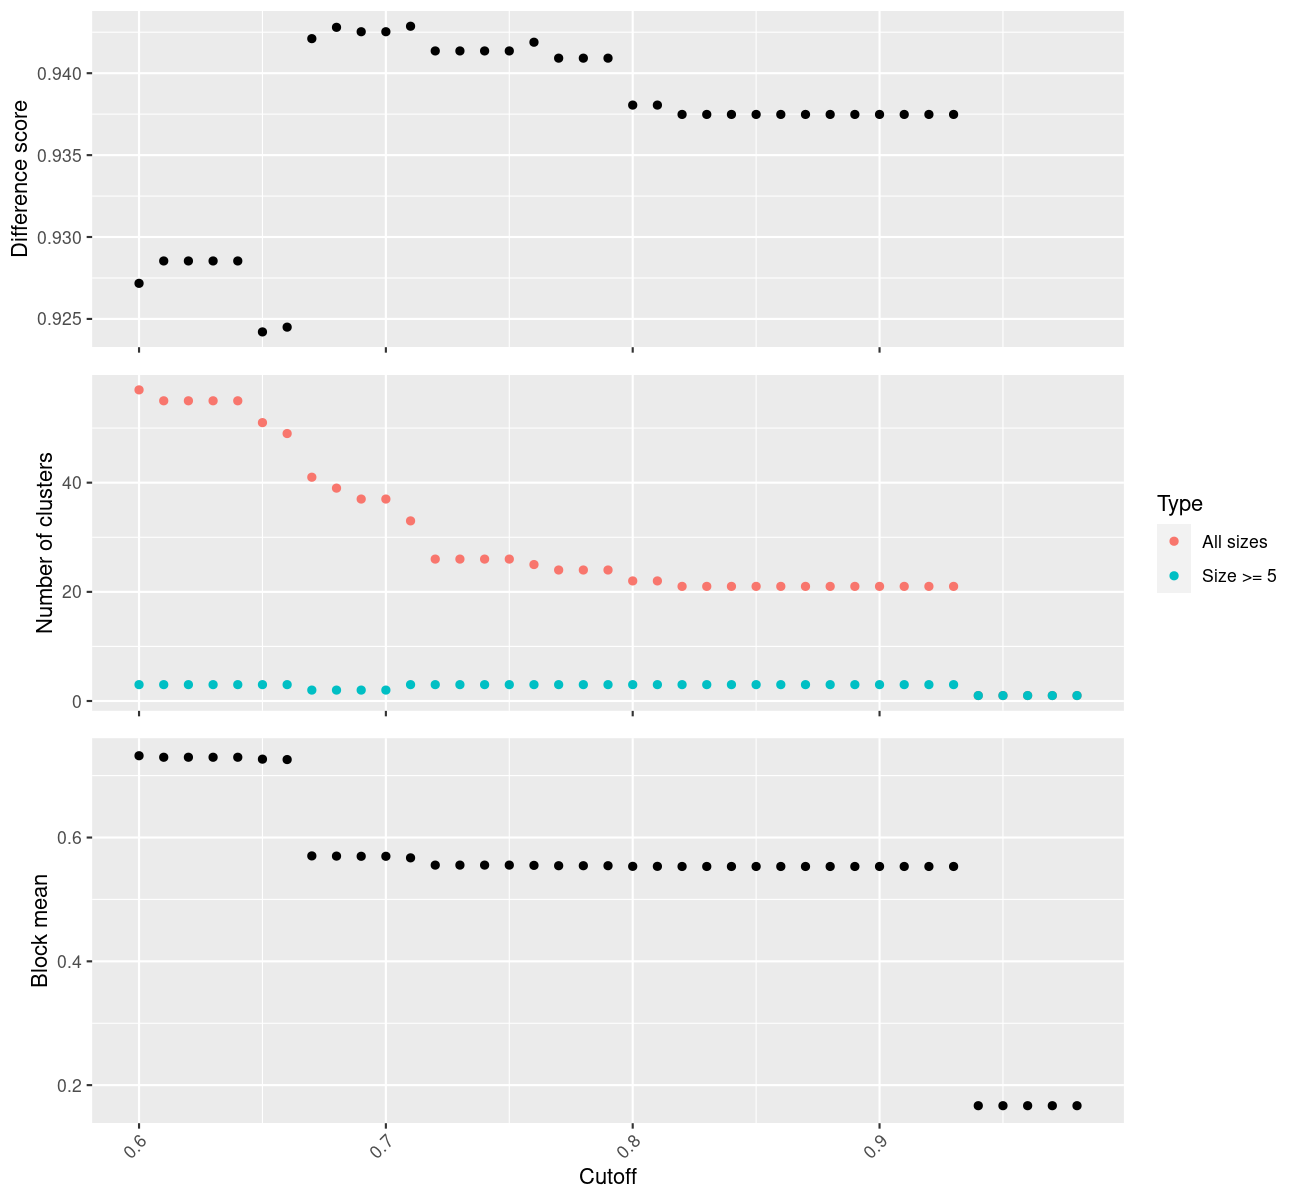 Difference score
0.940
0.935
0.930
0.925
Number of clusters
40
20
0
Type
All sizes
Size >= 5
Block mean
0.6
0.4
0.2
0.6
0.7
0.8
0.9
Cutoff